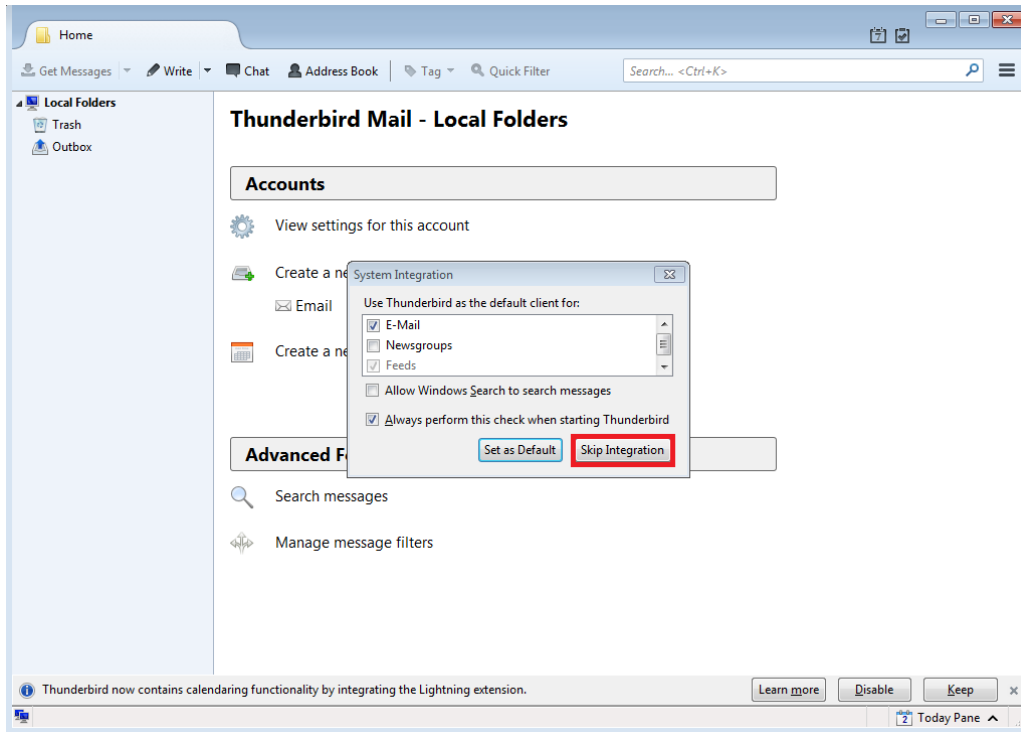 Home
7
Get Messages Write Chat Address Book Tag Quick Filter Search... <Ctrl+K>
Local Folders
Trash
Outbox
Thunderbird Mail - Local Folders
Accounts
View settings for this account
Create a ne
Email
Create a ne
System Integration
Use Thunderbird as the default client for:
E-Mail
Newsgroups
Feeds
Allow Windows Search to search messages
Always perform this check when starting Thunderbird
Set as Default Skip Integration
Advanced F
Search messages
Manage message filters
Thunderbird now contains calendaring functionality by integrating the Lightning extension. Learn more Disable Keep
2 Today Pane